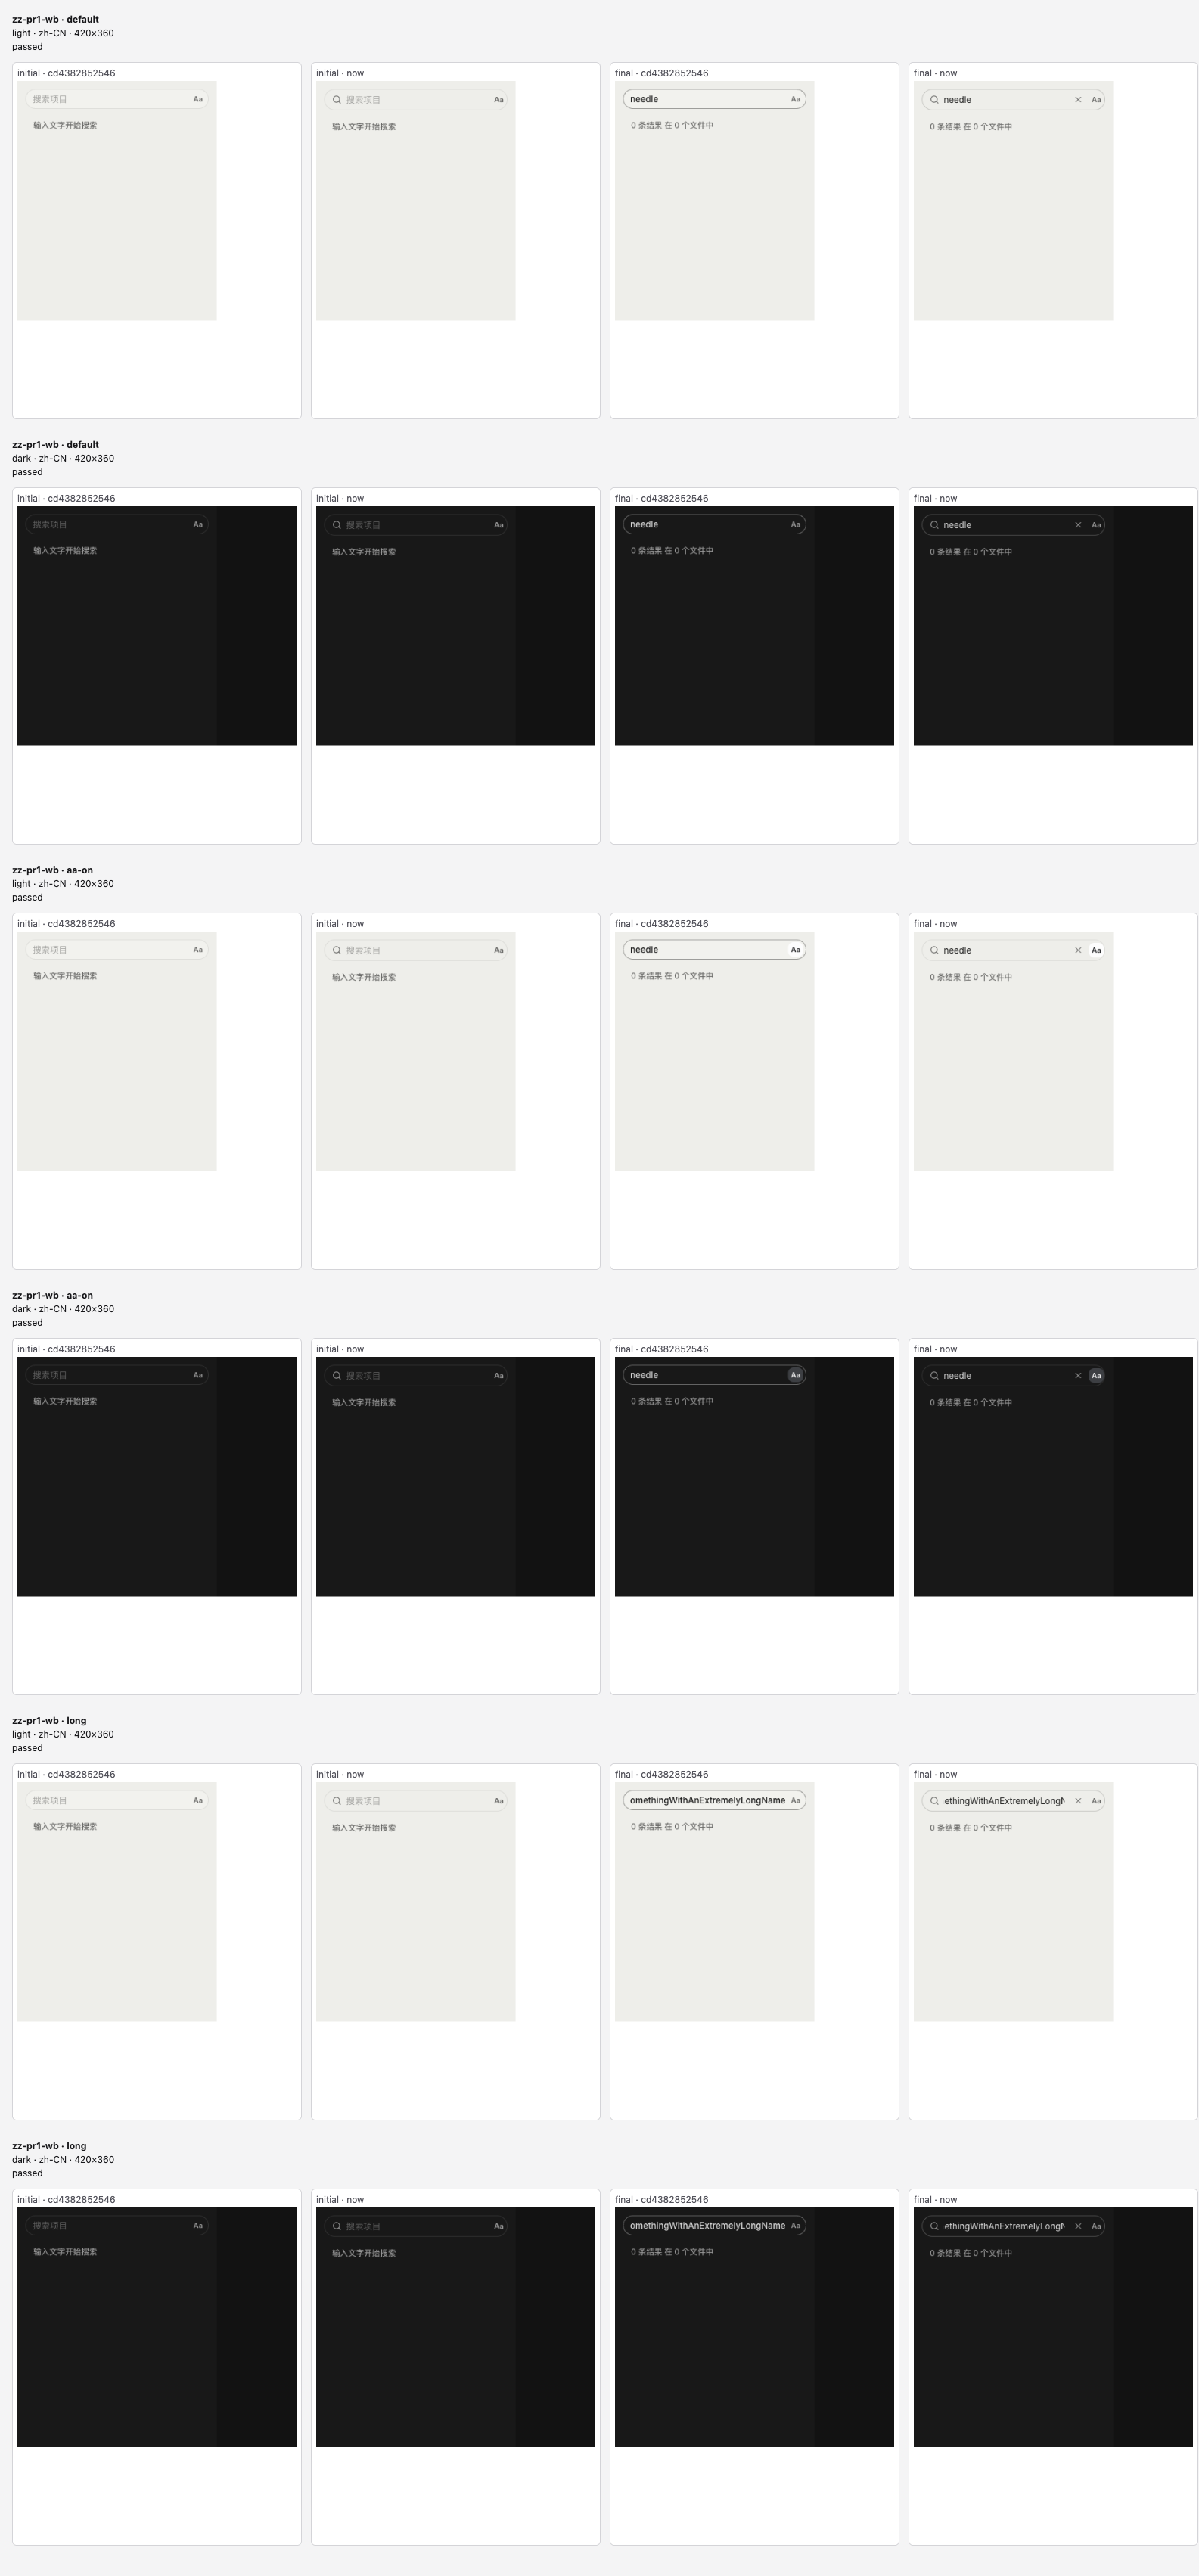 zz-pr1-wb · default
light · zh-CN · 420×360
passed
initial · cd4382852546
initial · now
final · cd4382852546
final · now
搜索项目 Aa
搜索项目 Aa
needle Aa
needle × Aa
输入文字开始搜索
输入文字开始搜索
0 条结果 在 0 个文件中
0 条结果 在 0 个文件中
zz-pr1-wb · default
dark · zh-CN · 420×360
passed
initial · cd4382852546
initial · now
final · cd4382852546
final · now
搜索项目 Aa
搜索项目 Aa
needle Aa
needle × Aa
输入文字开始搜索
输入文字开始搜索
0 条结果 在 0 个文件中
0 条结果 在 0 个文件中
zz-pr1-wb · aa-on
light · zh-CN · 420×360
passed
initial · cd4382852546
initial · now
final · cd4382852546
final · now
搜索项目 Aa
搜索项目 Aa
needle Aa
needle × Aa
输入文字开始搜索
输入文字开始搜索
0 条结果 在 0 个文件中
0 条结果 在 0 个文件中
zz-pr1-wb · aa-on
dark · zh-CN · 420×360
passed
initial · cd4382852546
initial · now
final · cd4382852546
final · now
搜索项目 Aa
搜索项目 Aa
needle Aa
needle × Aa
输入文字开始搜索
输入文字开始搜索
0 条结果 在 0 个文件中
0 条结果 在 0 个文件中
zz-pr1-wb · long
light · zh-CN · 420×360
passed
initial · cd4382852546
initial · now
final · cd4382852546
final · now
搜索项目 Aa
搜索项目 Aa
omethingWithAnExtremelyLongName Aa
ethingWithAnExtremelyLongN × Aa
输入文字开始搜索
输入文字开始搜索
0 条结果 在 0 个文件中
0 条结果 在 0 个文件中
zz-pr1-wb · long
dark · zh-CN · 420×360
passed
initial · cd4382852546
initial · now
final · cd4382852546
final · now
搜索项目 Aa
搜索项目 Aa
omethingWithAnExtremelyLongName Aa
ethingWithAnExtremelyLongN × Aa
输入文字开始搜索
输入文字开始搜索
0 条结果 在 0 个文件中
0 条结果 在 0 个文件中